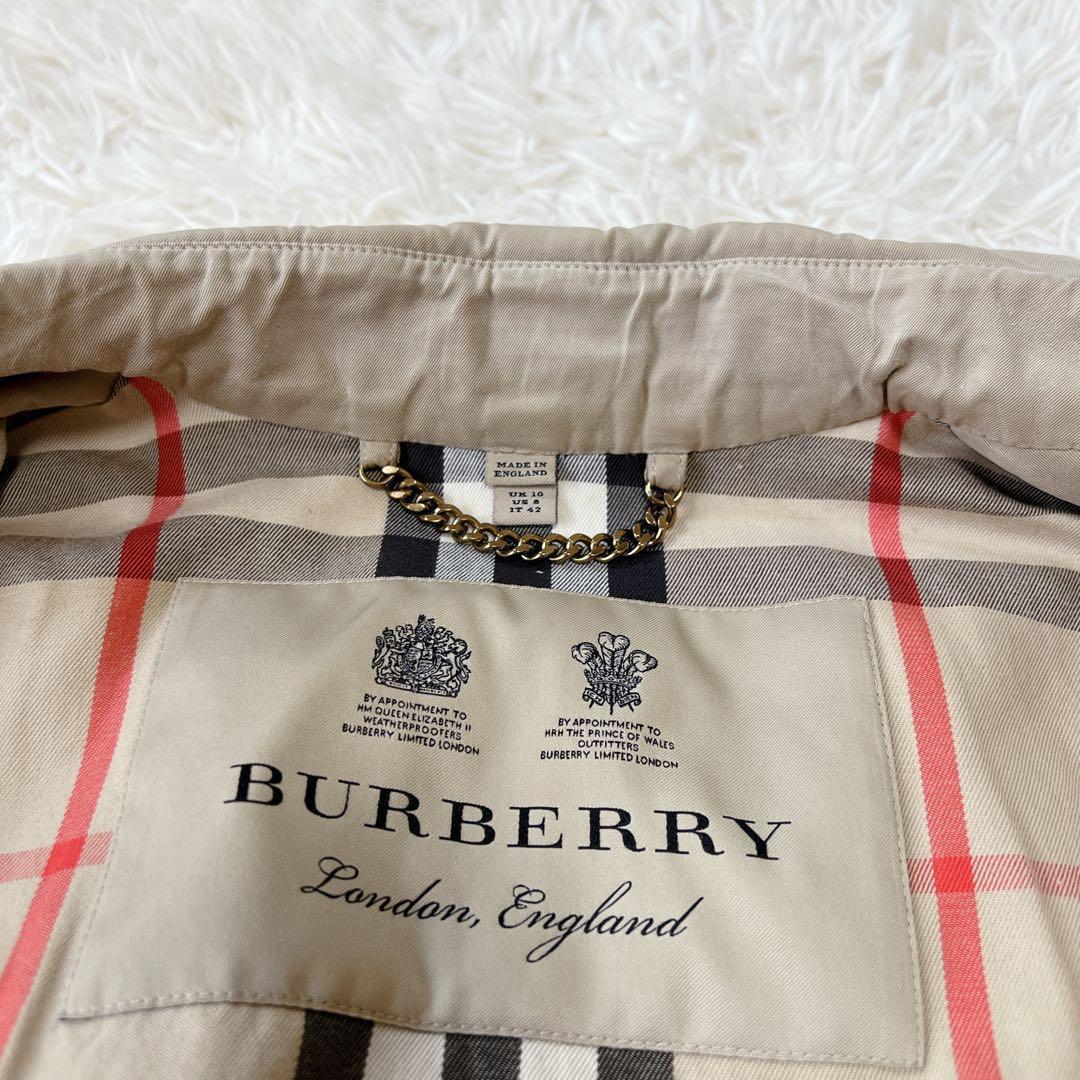 MADE IN
ENGLAND
UK 10
US 8
IT 42
BY APPOINTMENT TO
HM QUEEN ELIZABETH II
WEATHERPROOFERS
BURBERRY LIMITED LONDON
BY APPOINTMENT TO
HRH THE PRINCE OF WALES
OUTFITTERS
BURBERRY LIMITED LONDON
BURBERRY
London, England